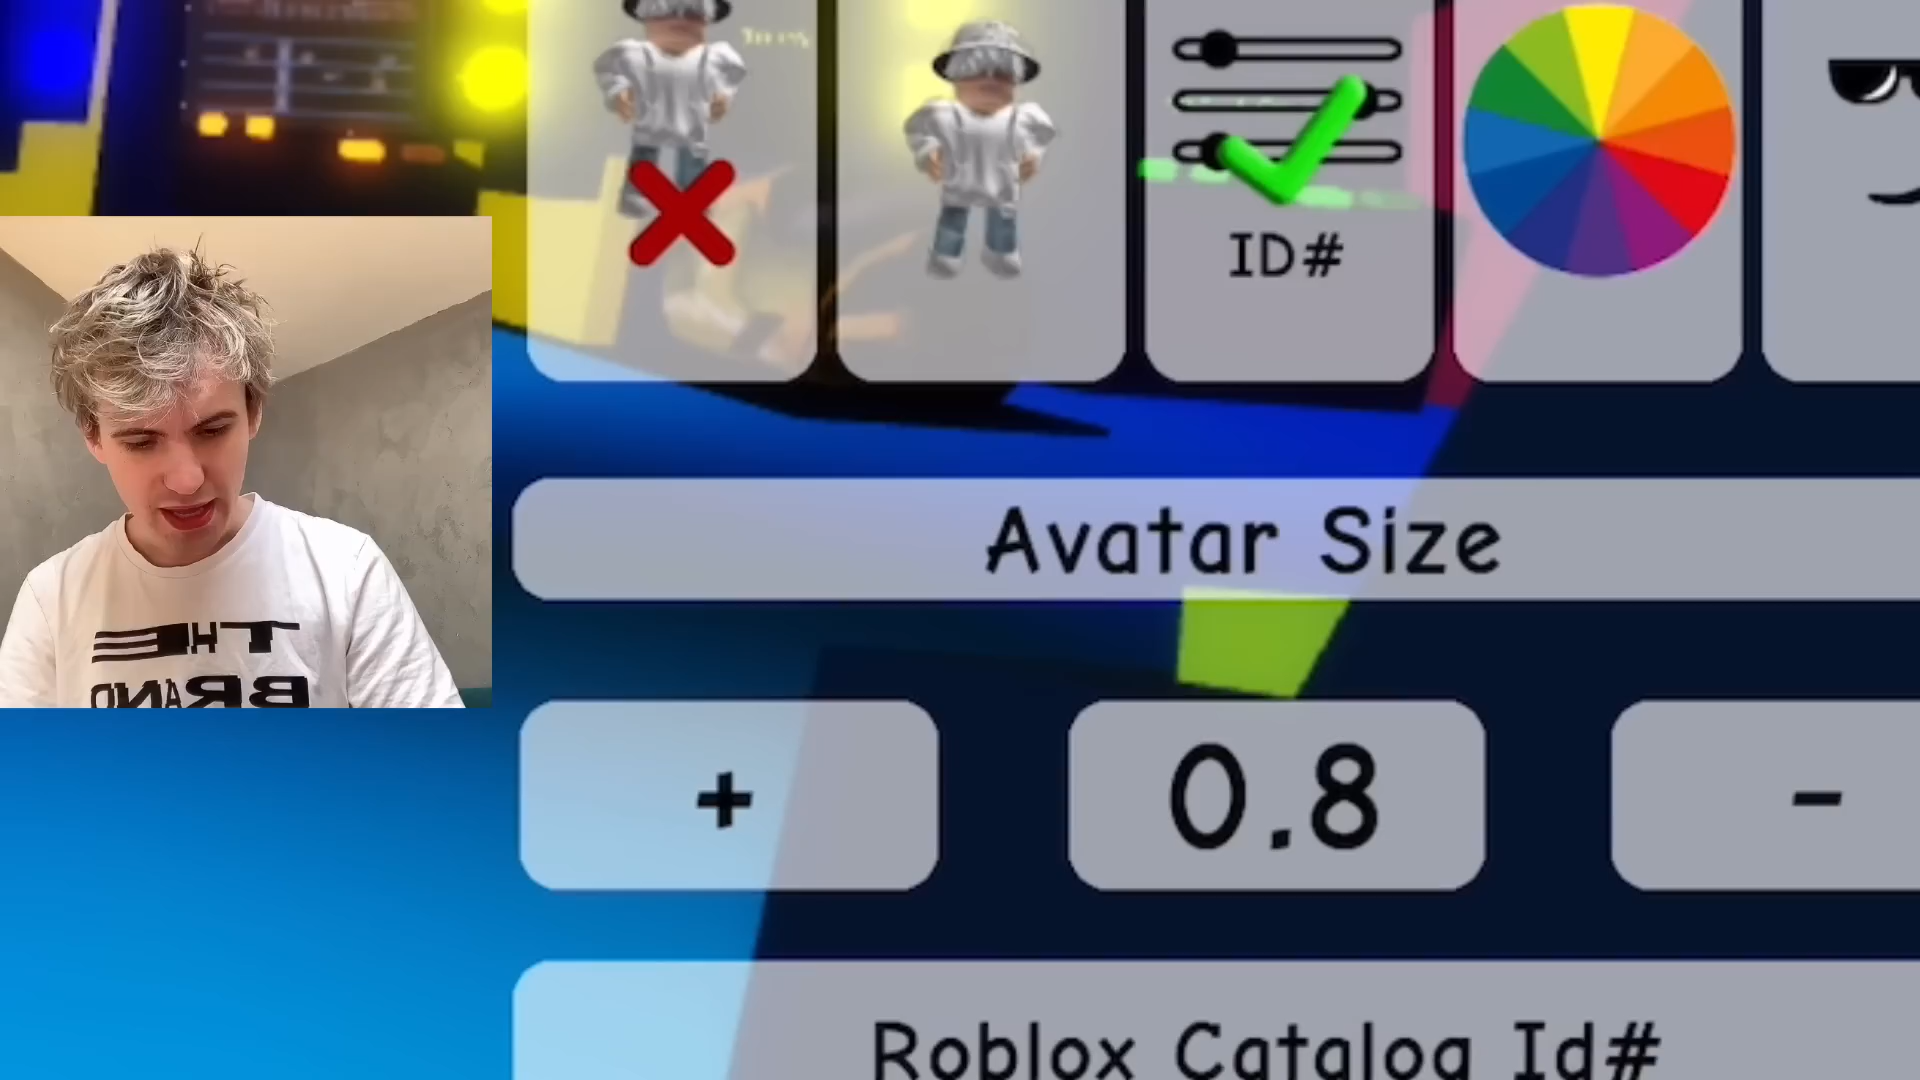 ID#
Avatar Size
+ 0.8 -
Roblox Catalog Id#
THE
BRAND